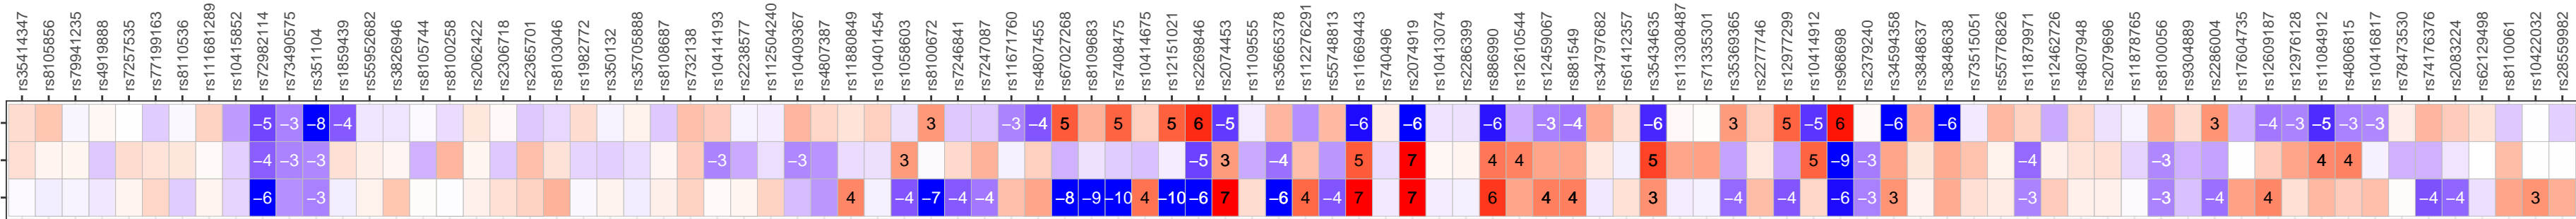 rs35414347
rs8105856
rs79941235
rs4919888
rs7257535
rs77199163
rs8110536
rs111681289
rs10415852
rs72982114
rs73490575
rs351104
rs1859439
rs55952682
rs3826946
rs8105744
rs8100258
rs2062422
rs2306718
rs2365701
rs8103046
rs1982772
rs350132
rs35705888
rs8108687
rs732138
rs10414193
rs2238577
rs112504240
rs10409367
rs4807387
rs11880849
rs10401454
rs1058603
rs8100672
rs7246841
rs7247087
rs11671760
rs4807455
rs67027268
rs8109683
rs7408475
rs10414675
rs12151021
rs2269846
rs2074453
rs1109555
rs35665378
rs112276291
rs55748813
rs11669443
rs740496
rs2074919
rs10413074
rs2286399
rs886990
rs12610544
rs12459067
rs881549
rs34797682
rs61412357
rs35434635
rs113308487
rs71335301
rs35369365
rs2277746
rs12977299
rs10414912
rs968698
rs2379240
rs34594358
rs3848637
rs3848638
rs73515051
rs55776826
rs11879971
rs12462726
rs4807948
rs2079696
rs11878765
rs8100056
rs9304889
rs2286004
rs17604735
rs12609187
rs12976128
rs11084912
rs4806815
rs10416817
rs78473530
rs74176376
rs2083224
rs62129498
rs8110061
rs10422032
rs28559982
−5 −3 −8 −4 3 −3 −4 5 5 5 6 −5 −6 −6 −6 −3 −4 −6 3 5 −5 6 −6 −6 3 −4 −3 −5 −3 −3
−4 −3 −3 −3 −3 3 −5 3 −4 5 7 4 4 5 5 −9 −3 −4 −3 4 4
−6 −3 4 −4 −7 −4 −4 −8 −9 −10 4 −10 −6 7 −6 4 −4 7 7 6 4 4 3 −4 −4 −6 −3 3 −3 −3 −4 4 −4 −4 3